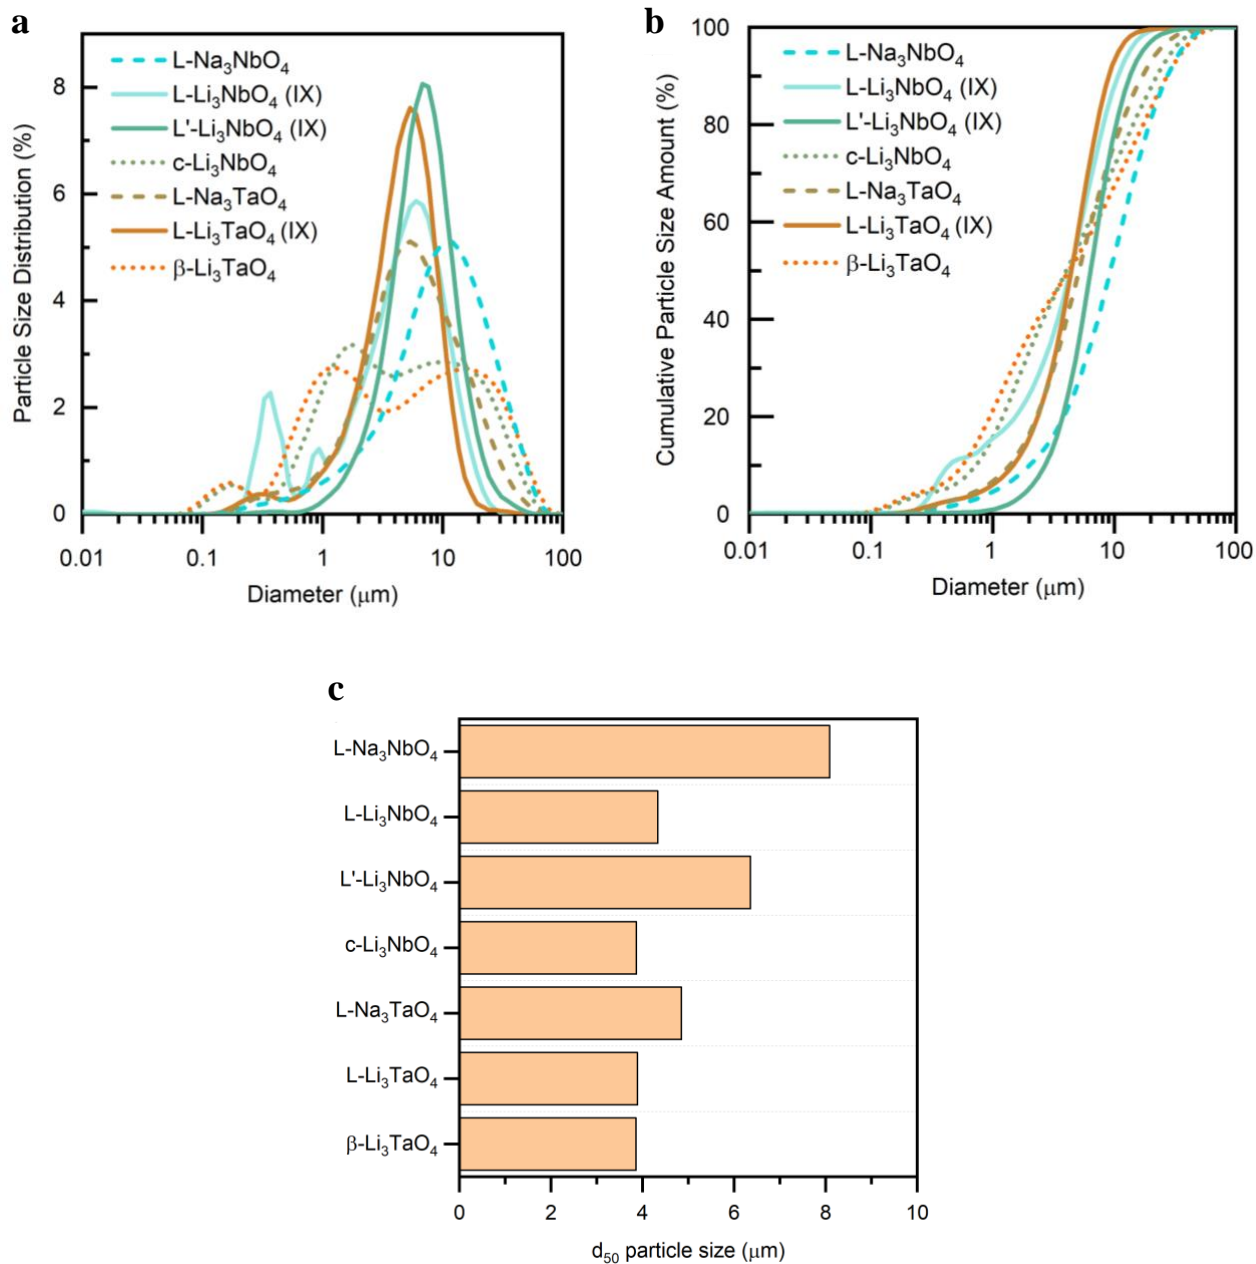 a
Particle Size Distribution (%)
8
6
4
2
0
L-Na₃NbO₄
L-Li₃NbO₄ (IX)
L'-Li₃NbO₄ (IX)
c-Li₃NbO₄
L-Na₃TaO₄
L-Li₃TaO₄ (IX)
β-Li₃TaO₄
0.01 0.1 1 10 100
Diameter (μm)
b
Cumulative Particle Size Amount (%)
100
80
60
40
20
0
L-Na₃NbO₄
L-Li₃NbO₄ (IX)
L'-Li₃NbO₄ (IX)
c-Li₃NbO₄
L-Na₃TaO₄
L-Li₃TaO₄ (IX)
β-Li₃TaO₄
0.01 0.1 1 10 100
Diameter (μm)
c
L-Na₃NbO₄
L-Li₃NbO₄
L'-Li₃NbO₄
c-Li₃NbO₄
L-Na₃TaO₄
L-Li₃TaO₄
β-Li₃TaO₄
0 2 4 6 8 10
d₅₀ particle size (μm)